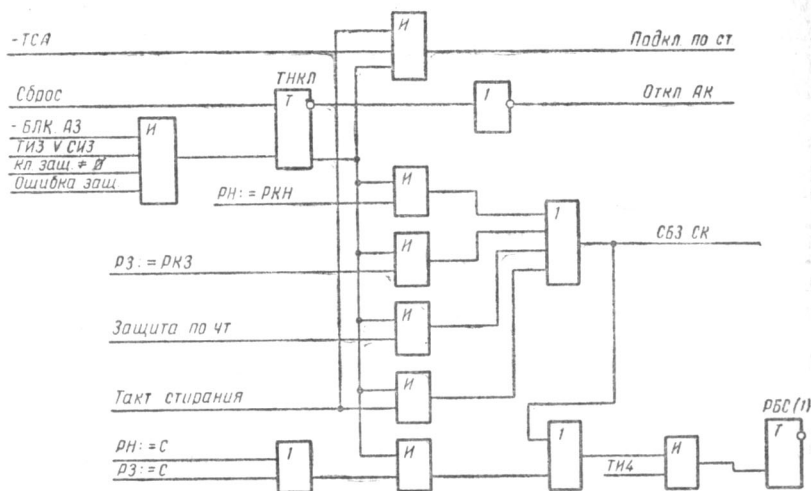 -ТСА
И
Подкл. по ст
ТНКЛ
Сброс
Т
1
Откл АК
-БЛК. АЗ
И
ТИЗ V СИЗ
кл защ ≠ 0
Ошибка защ
И
РН:=РКН
1
И
СБЗ СК
РЗ:=РКЗ
И
Защита по ЧТ
И
Такт стирания
РБС(1)
РН:=С
1
И
1
И
Т
РЗ:=С
ТИ4